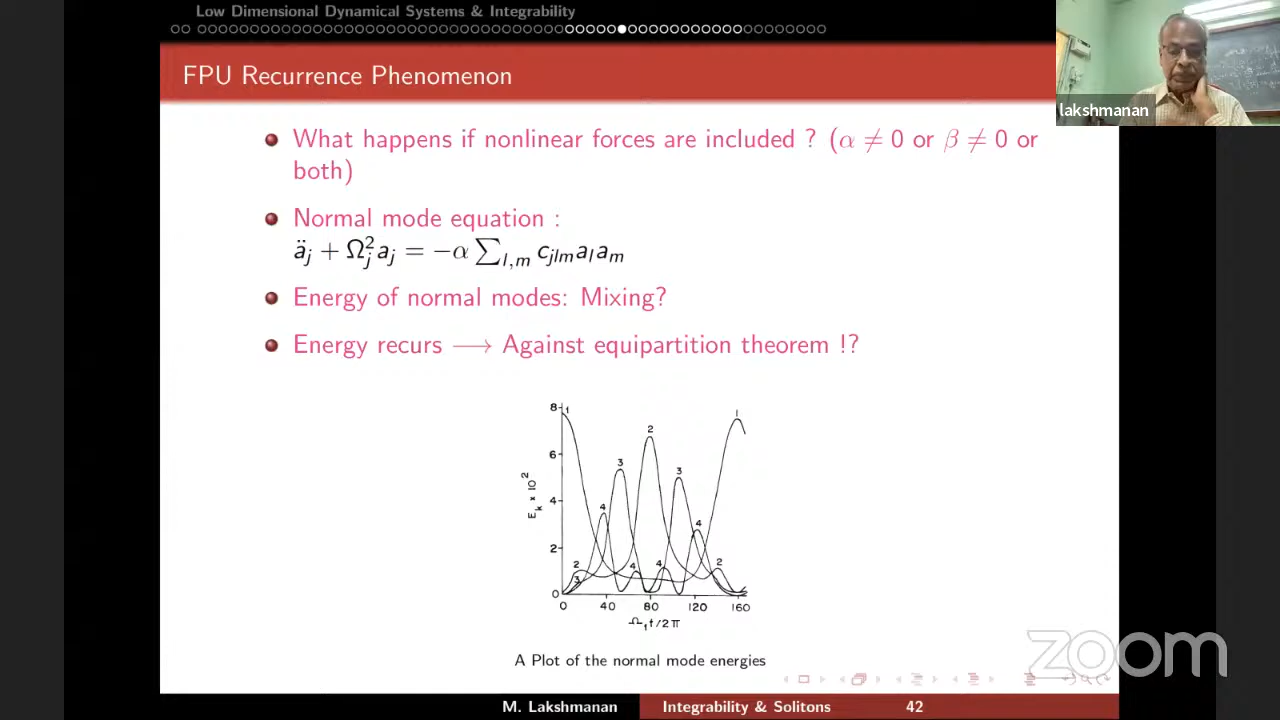 Low Dimensional Dynamical Systems & Integrability
FPU Recurrence Phenomenon
lakshmanan
What happens if nonlinear forces are included ? (α ≠ 0 or β ≠ 0 or
both)
Normal mode equation :
ä_j + Ω_j^2 a_j = −α ∑_{l,m} c_{jlm} a_l a_m
Energy of normal modes: Mixing?
Energy recurs ⟶ Against equipartition theorem !?
E_k × 10^2
8
6
4
2
0
1
2
3
4
3
4
2
4
3
4
2
1
0 40 80 120 160
Ω_1 t/2π
A Plot of the normal mode energies
zoom
M. Lakshmanan Integrability & Solitons 42